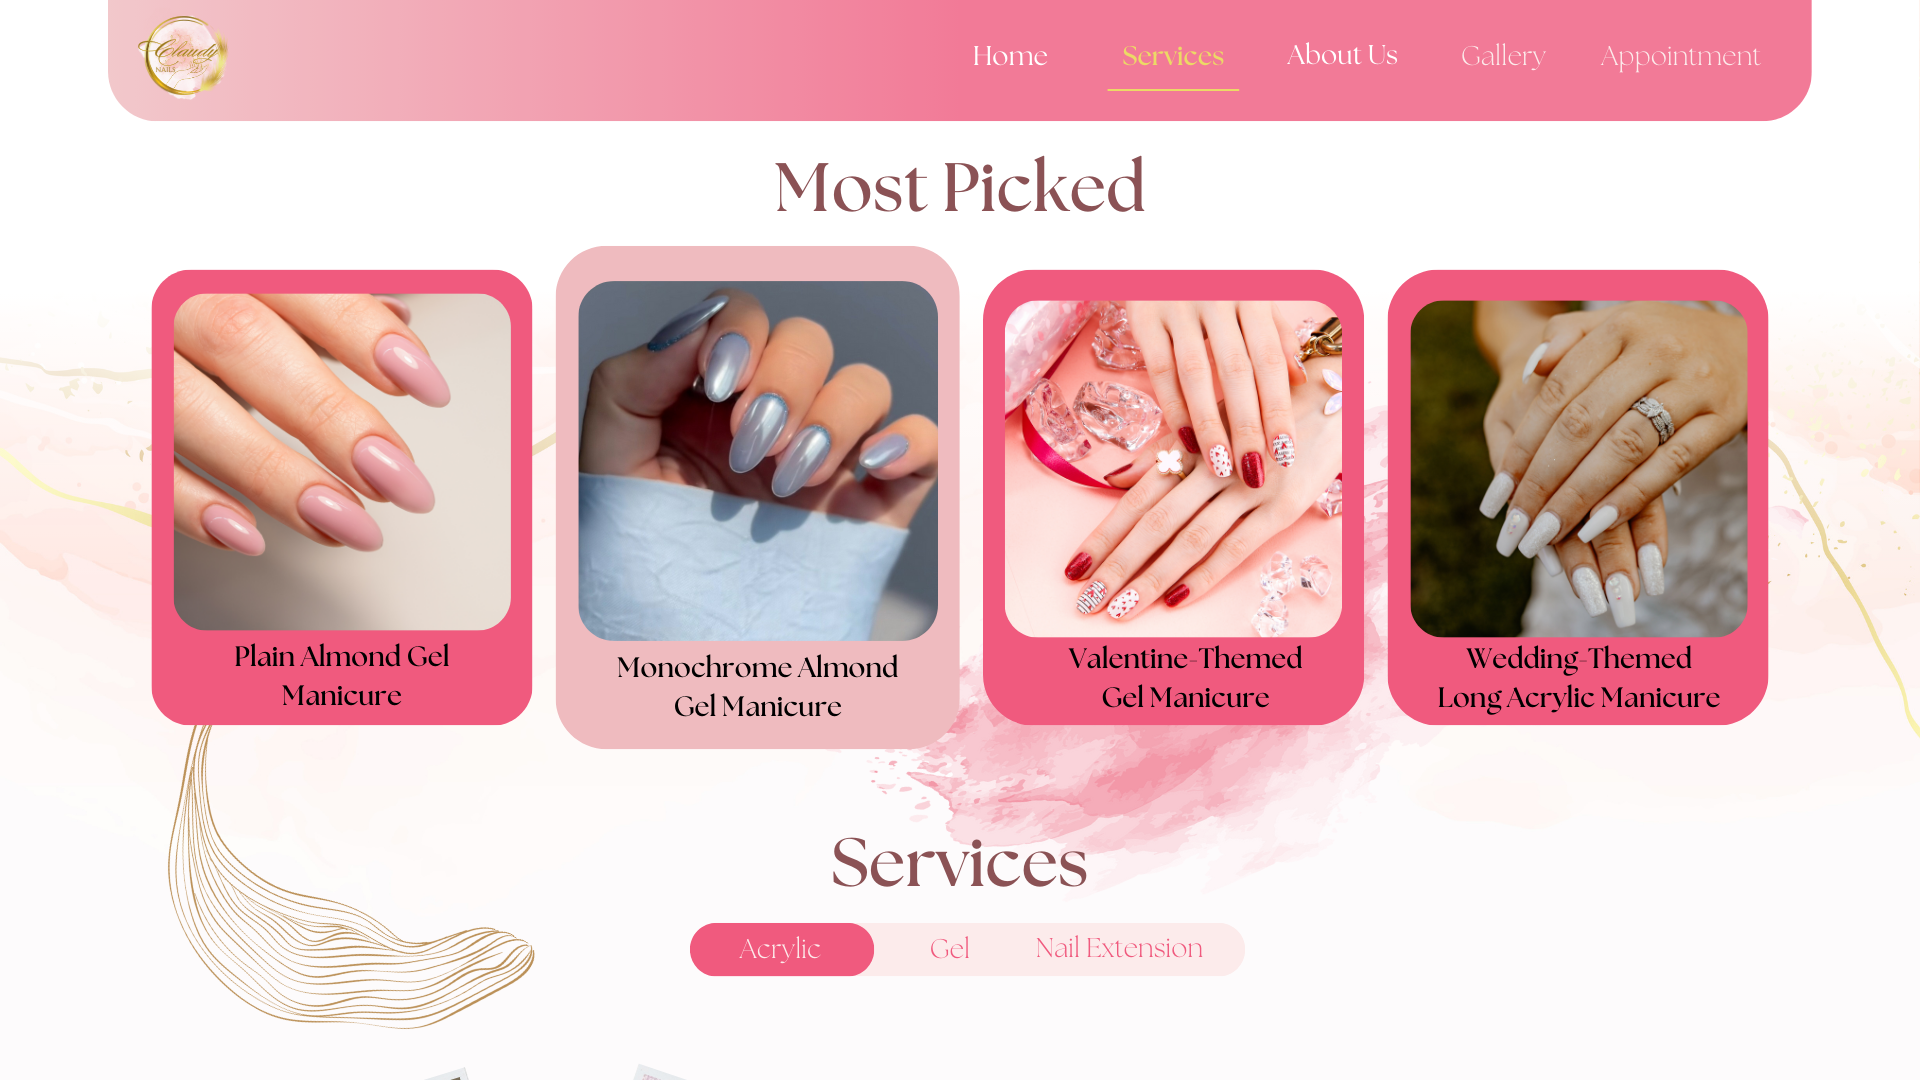 Claudy
NAILS
Home
Services
About Us
Gallery
Appointment
Most Picked
Plain Almond Gel
Manicure
Monochrome Almond
Gel Manicure
Valentine-Themed
Gel Manicure
Wedding-Themed
Long Acrylic Manicure
Services
Acrylic
Gel
Nail Extension